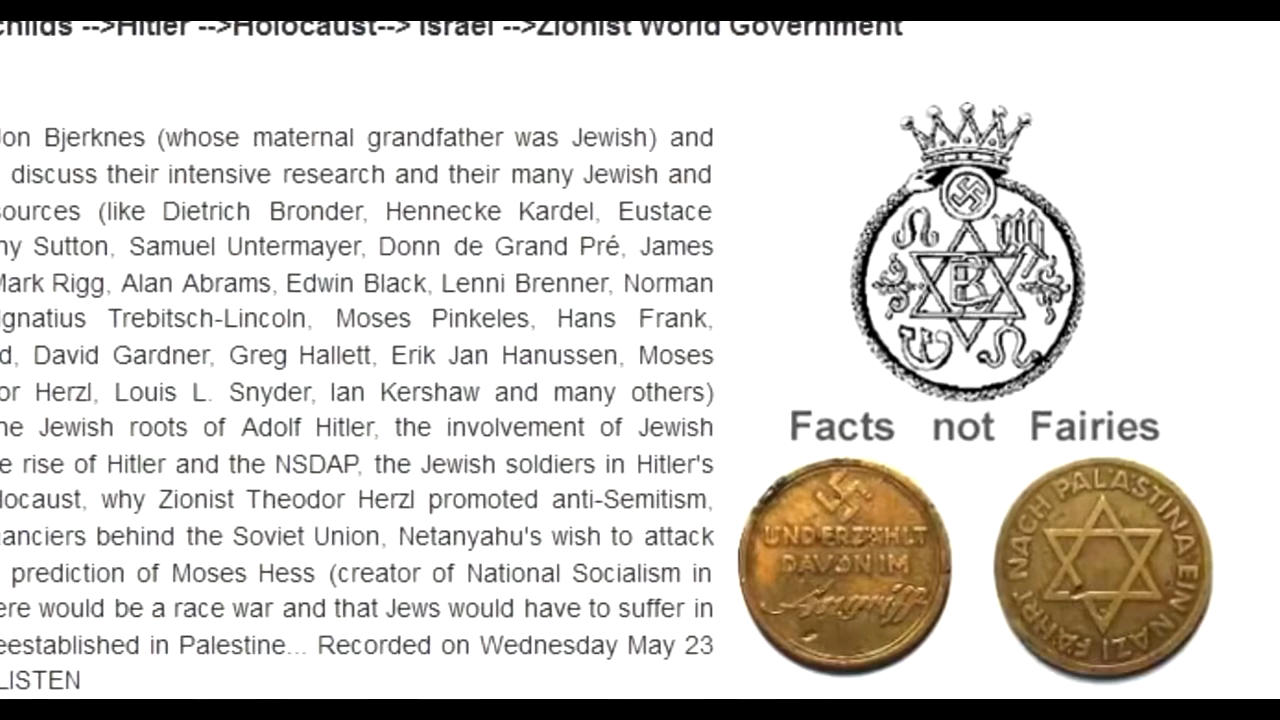 childs -->Hitler -->Holocaust--> Israel -->Zionist World Government
Jon Bjerknes (whose maternal grandfather was Jewish) and
discuss their intensive research and their many Jewish and
sources (like Dietrich Bronder, Hennecke Kardel, Eustace
ny Sutton, Samuel Untermayer, Donn de Grand Pré, James
Mark Rigg, Alan Abrams, Edwin Black, Lenni Brenner, Norman
Ignatius Trebitsch-Lincoln, Moses Pinkeles, Hans Frank,
d, David Gardner, Greg Hallett, Erik Jan Hanussen, Moses
or Herzl, Louis L. Snyder, Ian Kershaw and many others)
he Jewish roots of Adolf Hitler, the involvement of Jewish
e rise of Hitler and the NSDAP, the Jewish soldiers in Hitler's
locaust, why Zionist Theodor Herzl promoted anti-Semitism,
anciers behind the Soviet Union, Netanyahu's wish to attack
prediction of Moses Hess (creator of National Socialism in
ere would be a race war and that Jews would have to suffer in
eestablished in Palestine... Recorded on Wednesday May 23
LISTEN
B
Facts not Fairies
UND ERZÄHLT
DAVON IM
Angriff
EIN NAZI FÄHRT NACH PALÄSTINA